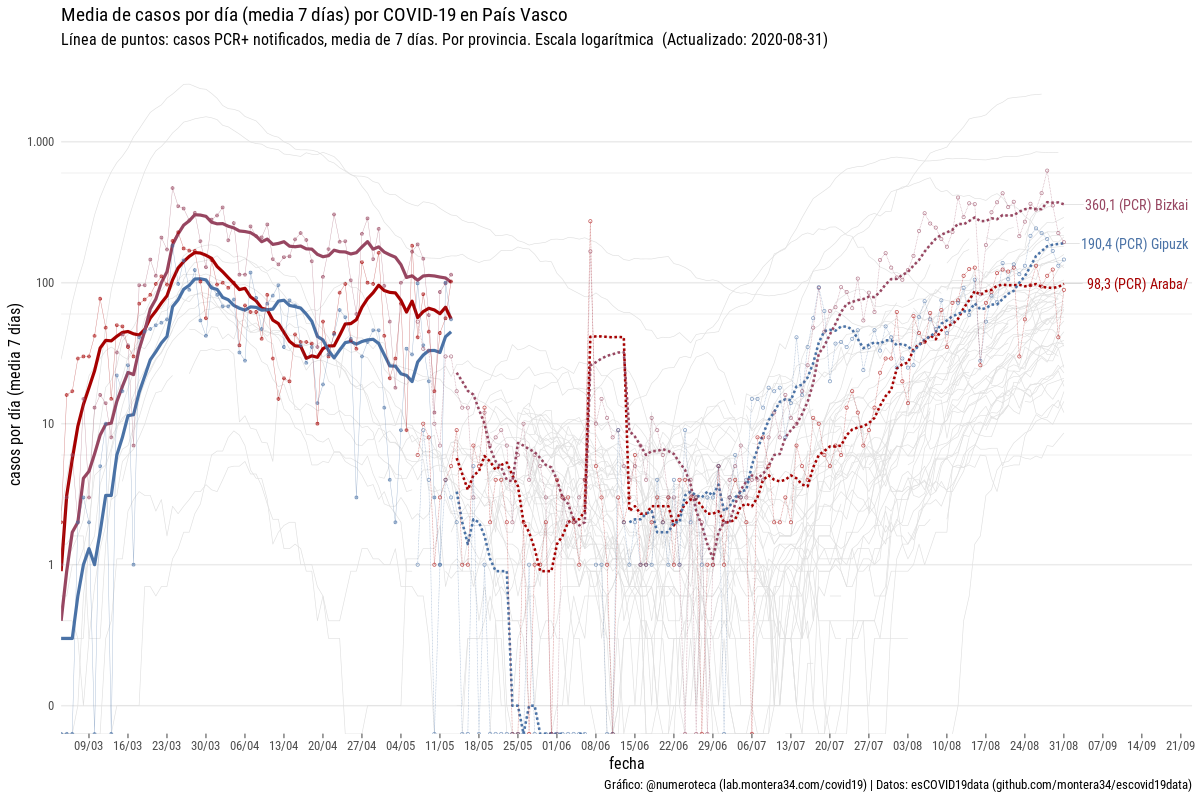 Media de casos por día (media 7 días) por COVID-19 en País Vasco
Línea de puntos: casos PCR+ notificados, media de 7 días. Por provincia. Escala logarítmica (Actualizado: 2020-08-31)
casos por día (media 7 días)
1.000
100
10
1
0
360,1 (PCR) Bizkai
190,4 (PCR) Gipuzk
98,3 (PCR) Araba/
09/03 16/03 23/03 30/03 06/04 13/04 20/04 27/04 04/05 11/05 18/05 25/05 01/06 08/06 15/06 22/06 29/06 06/07 13/07 20/07 27/07 03/08 10/08 17/08 24/08 31/08 07/09 14/09 21/09
fecha
Gráfico: @numeroteca (lab.montera34.com/covid19) | Datos: esCOVID19data (github.com/montera34/escovid19data)